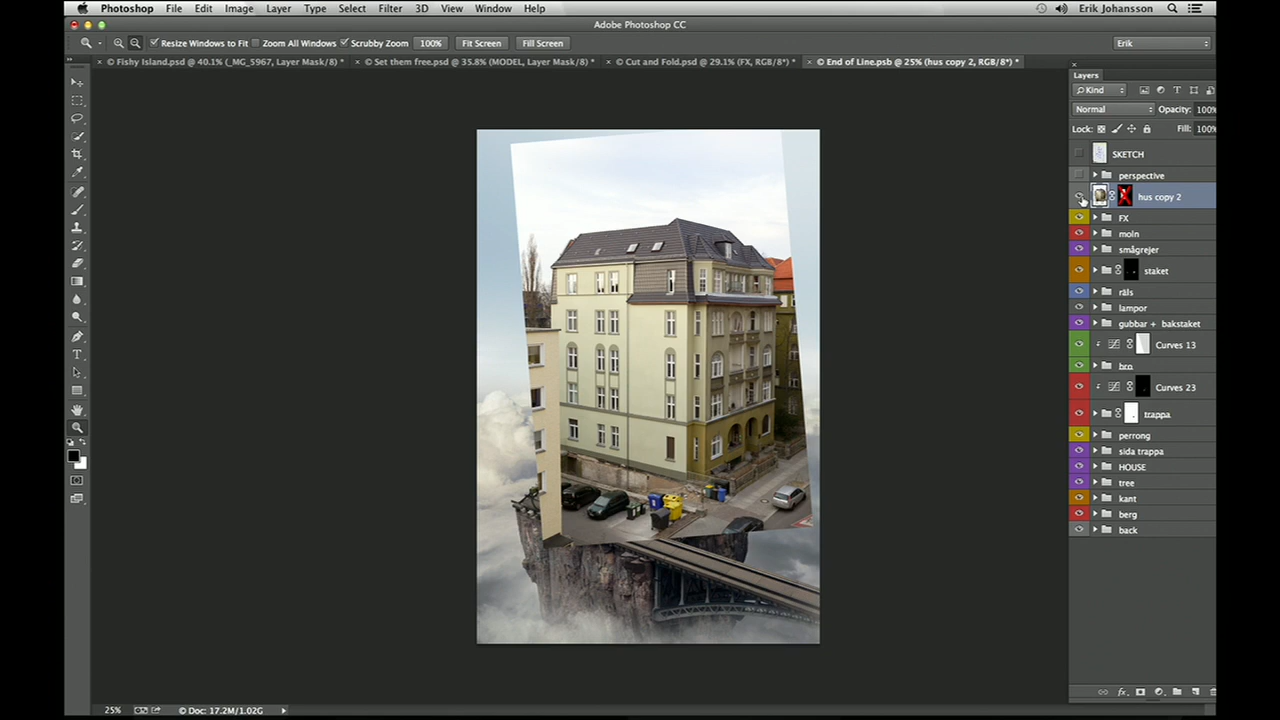 Photoshop File Edit Image Layer Type Select Filter 3D View Window Help Erik Johansson
Adobe Photoshop CC
Resize Windows to Fit Zoom All Windows Scrubby Zoom 100% Fit Screen Fill Screen Erik
× © Fishy Island.psd @ 40.1% (_MG_5967, Layer Mask/8) * × © Set them free.psd @ 35.8% (MODEL, Layer Mask/8) * × © Cut and Fold.psd @ 29.1% (FX, RGB/8*) * × © End of Line.psb @ 25% (hus copy 2, RGB/8*) *
Layers
Kind
Normal Opacity: 100%
Lock: Fill: 100%
SKETCH
perspective
hus copy 2
FX
moln
smågrejer
staket
räls
lampor
gubbar + bakstaket
Curves 13
bro
Curves 23
trappa
perrong
sida trappa
HOUSE
tree
kant
berg
back
25% © Doc: 17.2M/1.02G